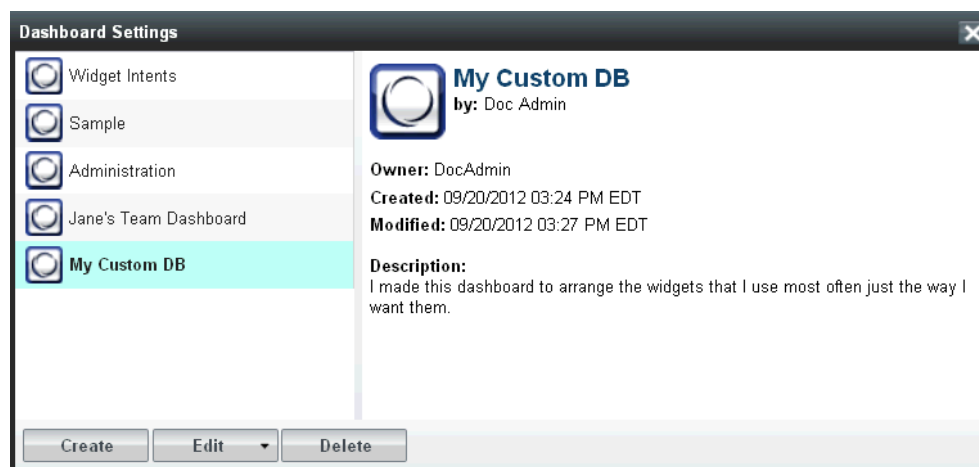 Dashboard Settings
Widget Intents
Sample
Administration
Jane's Team Dashboard
My Custom DB
My Custom DB
by: Doc Admin
Owner: DocAdmin
Created: 09/20/2012 03:24 PM EDT
Modified: 09/20/2012 03:27 PM EDT
Description:
I made this dashboard to arrange the widgets that I use most often just the way I
want them.
Create Edit Delete